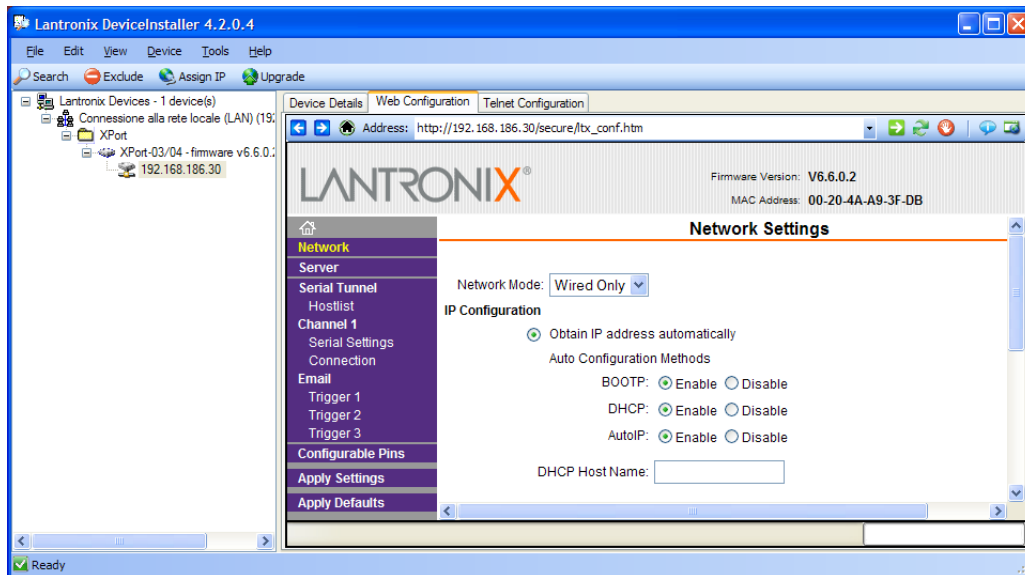 Lantronix DeviceInstaller 4.2.0.4
File Edit View Device Tools Help
Search Exclude Assign IP Upgrade
Lantronix Devices - 1 device(s)
Connessione alla rete locale (LAN) (19
XPort
XPort-03/04 - firmware v6.6.0.
192.168.186.30
Device Details Web Configuration Telnet Configuration
Address: http://192.168.186.30/secure/ltx_conf.htm
LANTRONIX®
Firmware Version: V6.6.0.2
MAC Address: 00-20-4A-A9-3F-DB
Network
Server
Serial Tunnel
Hostlist
Channel 1
Serial Settings
Connection
Email
Trigger 1
Trigger 2
Trigger 3
Configurable Pins
Apply Settings
Apply Defaults
Network Settings
Network Mode: Wired Only
IP Configuration
Obtain IP address automatically
Auto Configuration Methods
BOOTP: Enable Disable
DHCP: Enable Disable
AutoIP: Enable Disable
DHCP Host Name:
Ready